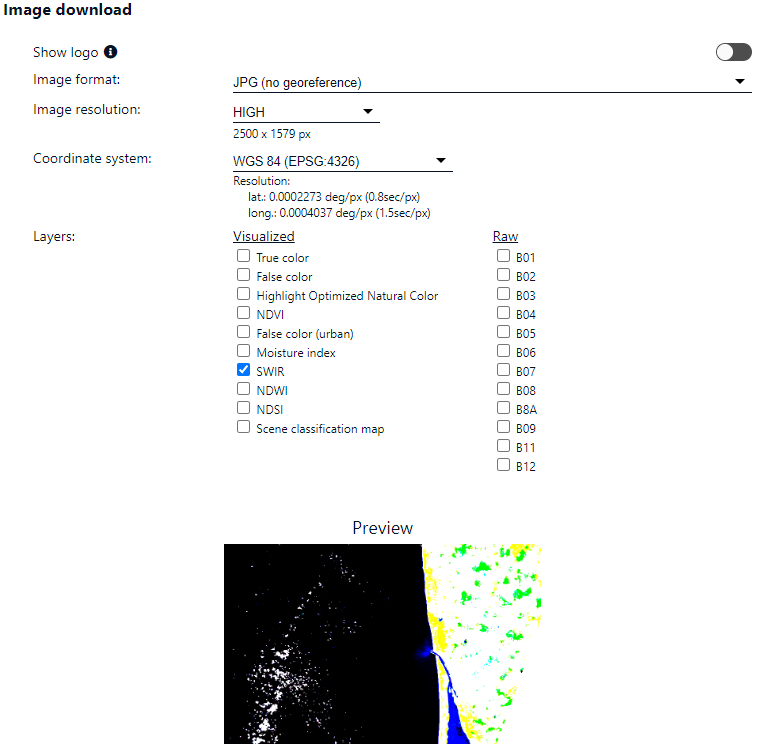 Image download
Show logo
Image format:
JPG (no georeference)
Image resolution:
HIGH
2500 x 1579 px
Coordinate system:
WGS 84 (EPSG:4326)
Resolution:
lat.: 0.0002273 deg/px (0.8sec/px)
long.: 0.0004037 deg/px (1.5sec/px)
Layers:
Visualized
True color
False color
Highlight Optimized Natural Color
NDVI
False color (urban)
Moisture index
SWIR
NDWI
NDSI
Scene classification map
Raw
B01
B02
B03
B04
B05
B06
B07
B08
B8A
B09
B11
B12
Preview